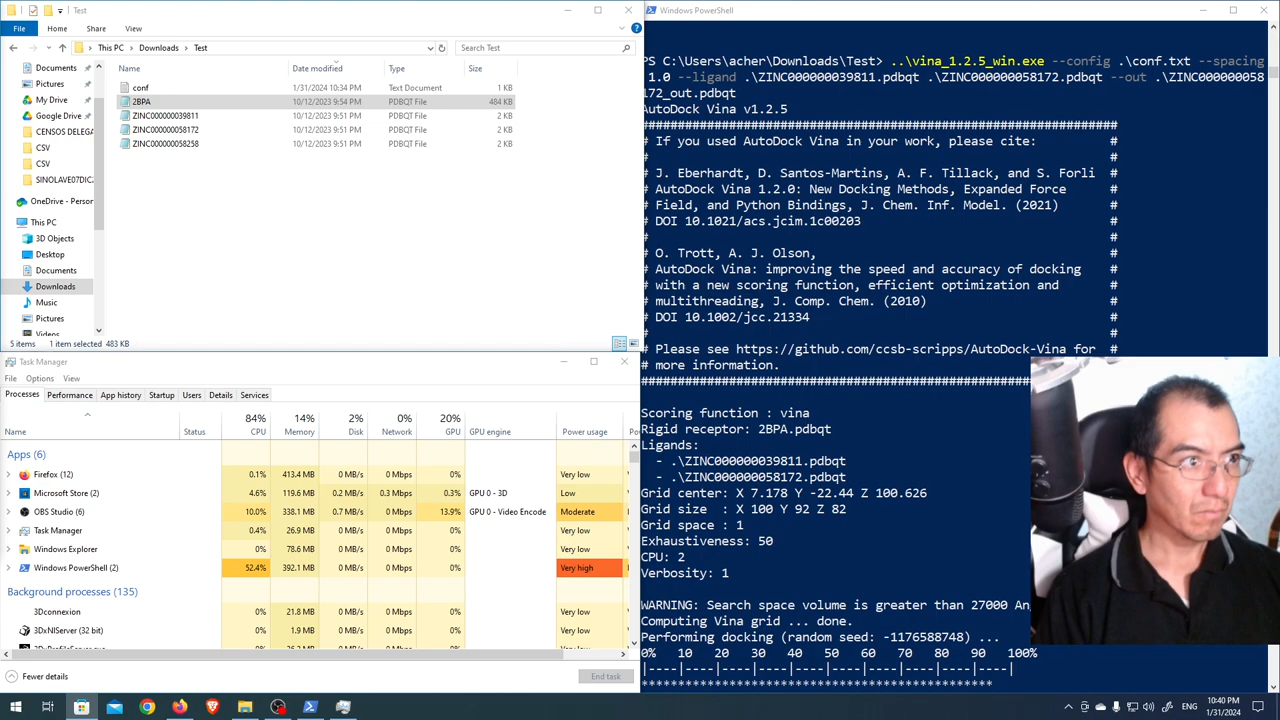 Test
File
Home
Share
View
This PC
Downloads
Test
Search Test
Documents
Pictures
My Drive
Google Drive
CENSOS DELEGA
CSV
CSV
SINOLAVE07DIC
OneDrive - Persona
This PC
3D Objects
Desktop
Documents
Downloads
Music
Pictures
Videos
Name
Date modified
Type
Size
conf
1/31/2024 10:34 PM
Text Document
1 KB
2BPA
10/12/2023 9:54 PM
PDBQT File
484 KB
ZINC000000039811
10/12/2023 9:51 PM
PDBQT File
2 KB
ZINC000000058172
10/12/2023 9:51 PM
PDBQT File
2 KB
ZINC000000058258
10/12/2023 9:51 PM
PDBQT File
2 KB
5 items
1 item selected 483 KB
Task Manager
File
Options
View
Processes
Performance
App history
Startup
Users
Details
Services
84%
14%
2%
0%
20%
Name
Status
CPU
Memory
Disk
Network
GPU
GPU engine
Power usage
Po
Apps (6)
Firefox (12)
0.1%
413.4 MB
0 MB/s
0 Mbps
0%
Very low
Microsoft Store (2)
4.6%
119.6 MB
0.2 MB/s
0.3 Mbps
0.3%
GPU 0 - 3D
Low
OBS Studio (6)
10.0%
338.1 MB
0.7 MB/s
0 Mbps
13.9%
GPU 0 - Video Encode
Moderate
Task Manager
0.4%
26.9 MB
0 MB/s
0 Mbps
0%
Very low
Windows Explorer
0%
78.6 MB
0 MB/s
0 Mbps
0%
Very low
Windows PowerShell (2)
52.4%
392.1 MB
0 MB/s
0 Mbps
0%
Very high
Background processes (135)
3Dconnexion
0%
21.8 MB
0 MB/s
0 Mbps
0%
Very low
3DxNlServer (32 bit)
0%
1.9 MB
0 MB/s
0 Mbps
0%
Very low
Fewer details
End task
Windows PowerShell
PS C:\Users\acher\Downloads\Test> ..\vina_1.2.5_win.exe --config .\conf.txt --spacing
1.0 --ligand .\ZINC000000039811.pdbqt .\ZINC000000058172.pdbqt --out .\ZINC0000000058
172_out.pdbqt
AutoDock Vina v1.2.5
#################################################################
# If you used AutoDock Vina in your work, please cite: #
# #
# J. Eberhardt, D. Santos-Martins, A. F. Tillack, and S. Forli
# AutoDock Vina 1.2.0: New Docking Methods, Expanded Force #
# Field, and Python Bindings, J. Chem. Inf. Model. (2021) #
# DOI 10.1021/acs.jcim.1c00203 #
# #
# O. Trott, A. J. Olson, #
# AutoDock Vina: improving the speed and accuracy of docking #
# with a new scoring function, efficient optimization and #
# multithreading, J. Comp. Chem. (2010) #
# DOI 10.1002/jcc.21334 #
# #
# Please see https://github.com/ccsb-scripps/AutoDock-Vina for #
# more information.
Scoring function : vina
Rigid receptor: 2BPA.pdbqt
Ligands:
- .\ZINC000000039811.pdbqt
- .\ZINC000000058172.pdbqt
Grid center: X 7.178 Y -22.44 Z 100.626
Grid size : X 100 Y 92 Z 82
Grid space : 1
Exhaustiveness: 50
CPU: 2
Verbosity: 1
WARNING: Search space volume is greater than 27000 An
Computing Vina grid ... done.
Performing docking (random seed: -1176588748) ...
0% 10 20 30 40 50 60 70 80 90 100%
|----|----|----|----|----|----|----|----|----|----|
************************************************
ENG
10:40 PM
1/31/2024